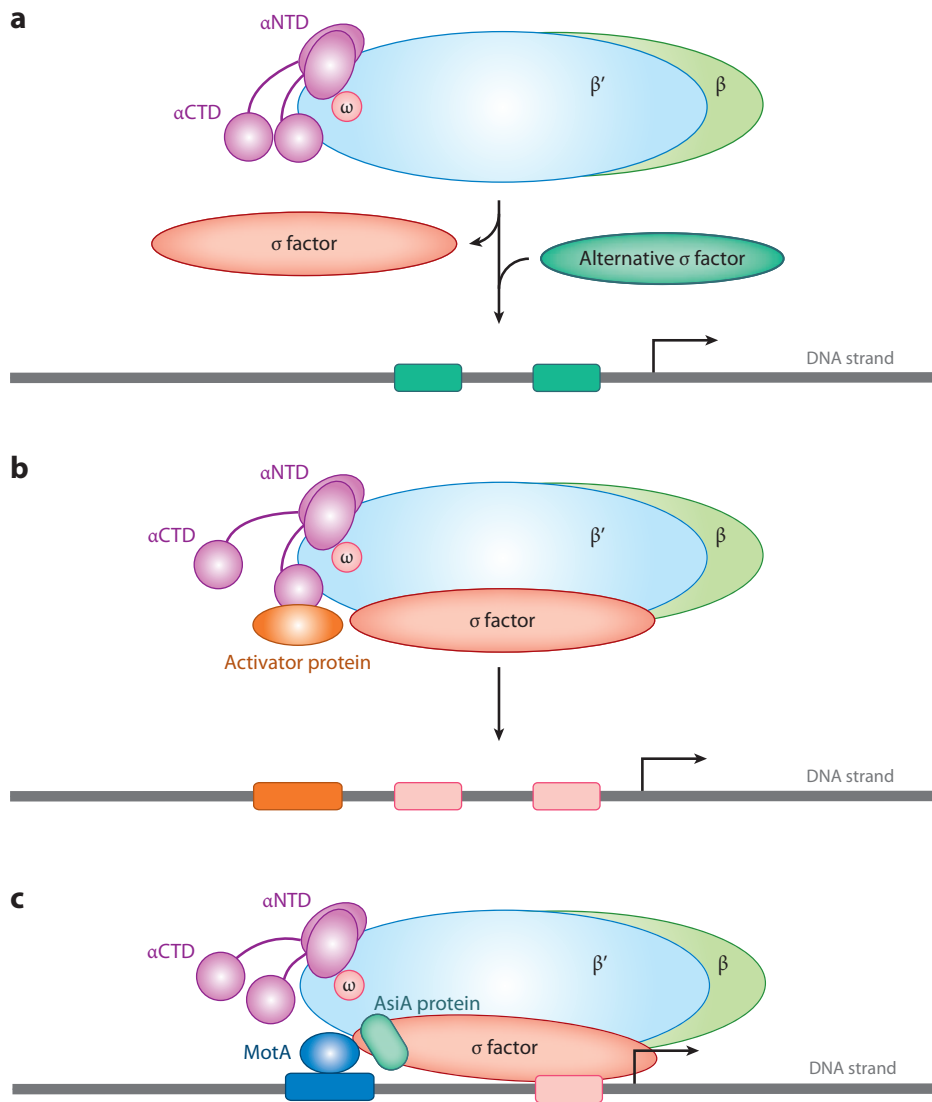 a
αNTD
β′
β
αCTD
ω
σ factor
Alternative σ factor
DNA strand
b
αNTD
αCTD
β′
β
ω
σ factor
Activator protein
DNA strand
c
αNTD
αCTD
β′
β
ω
AsiA protein
MotA
σ factor
DNA strand